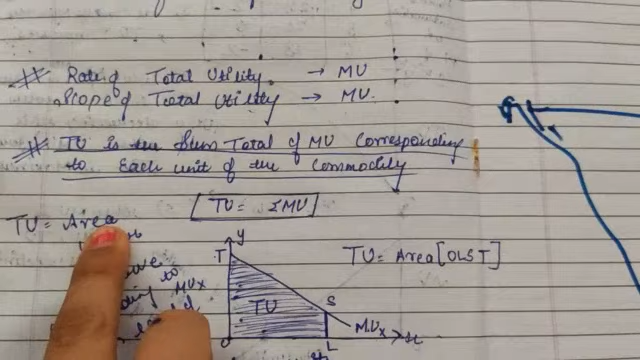 Rate of Total Utility. → MU
Slope of Total Utility → MU.
TU is the Sum Total of MU Corresponding
to Each unit of the Commodity
TU = ΣMU
TU = Area
TU = Area [OLST]
y
T
TU
S
MUx
O
L
x
to
MUx